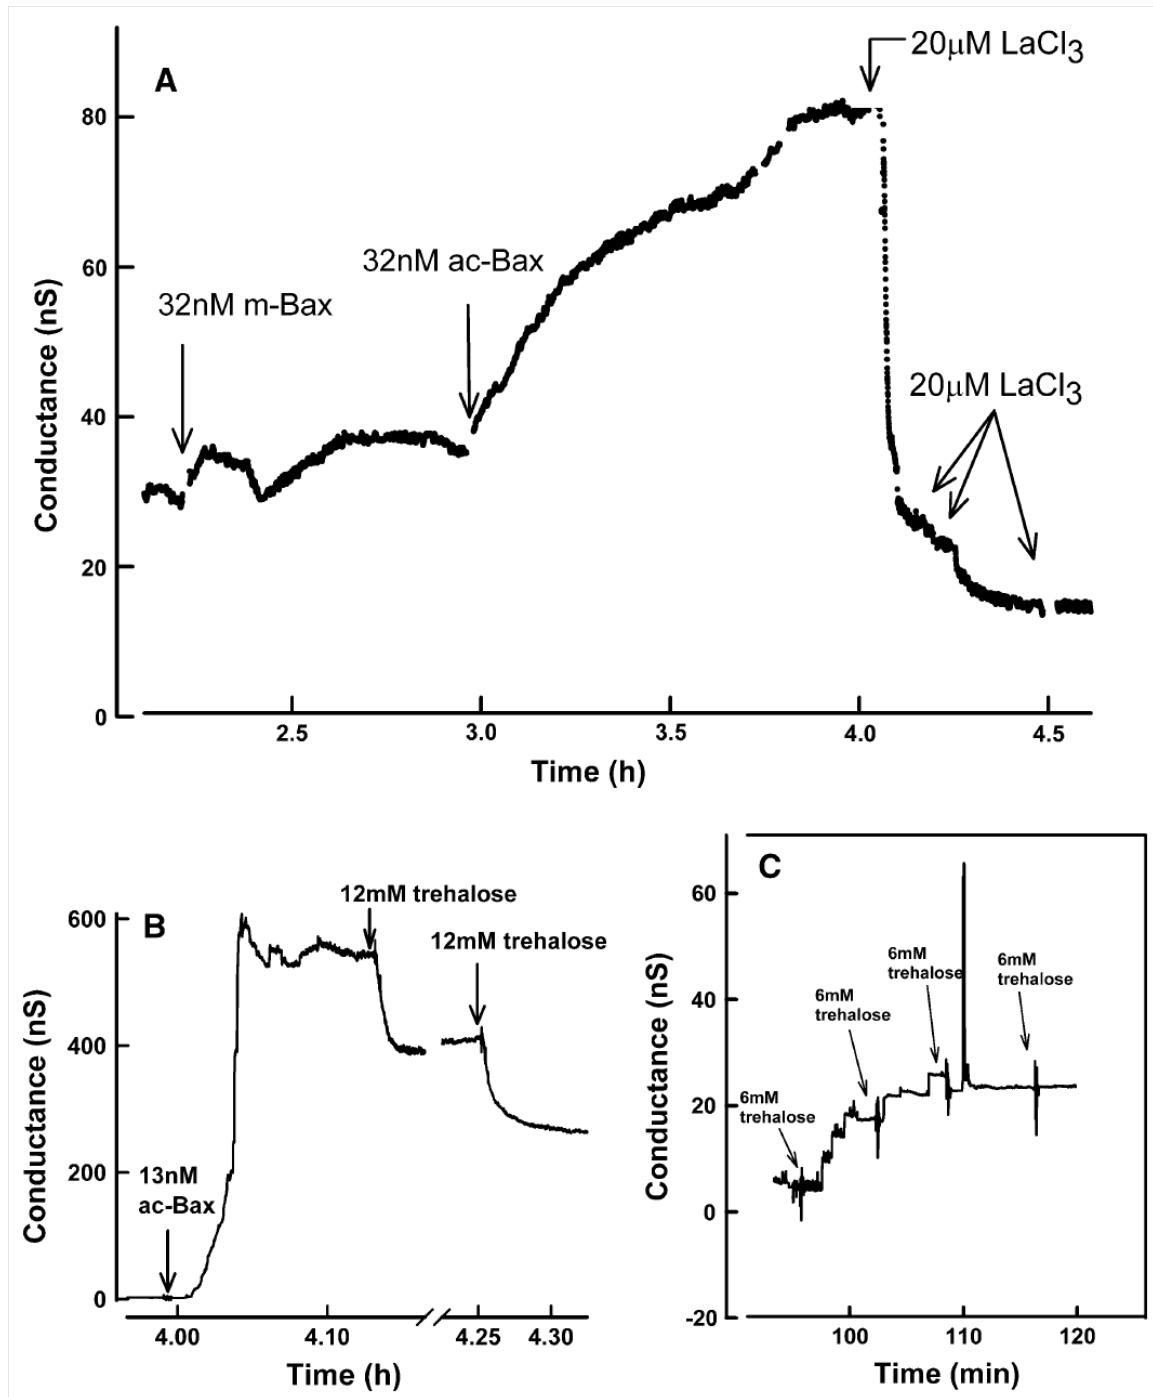 A
20μM LaCl3
80
32nM ac-Bax
60
32nM m-Bax
20μM LaCl3
40
20
0
Conductance (nS)
2.5 3.0 3.5 4.0 4.5
Time (h)
B
12mM trehalose
12mM trehalose
600
400
13nM
ac-Bax
200
0
Conductance (nS)
4.00 4.10 4.25 4.30
Time (h)
C
60
6mM
trehalose
6mM
trehalose
6mM
trehalose
40
20
6mM
trehalose
0
-20
Conductance (nS)
100 110 120
Time (min)